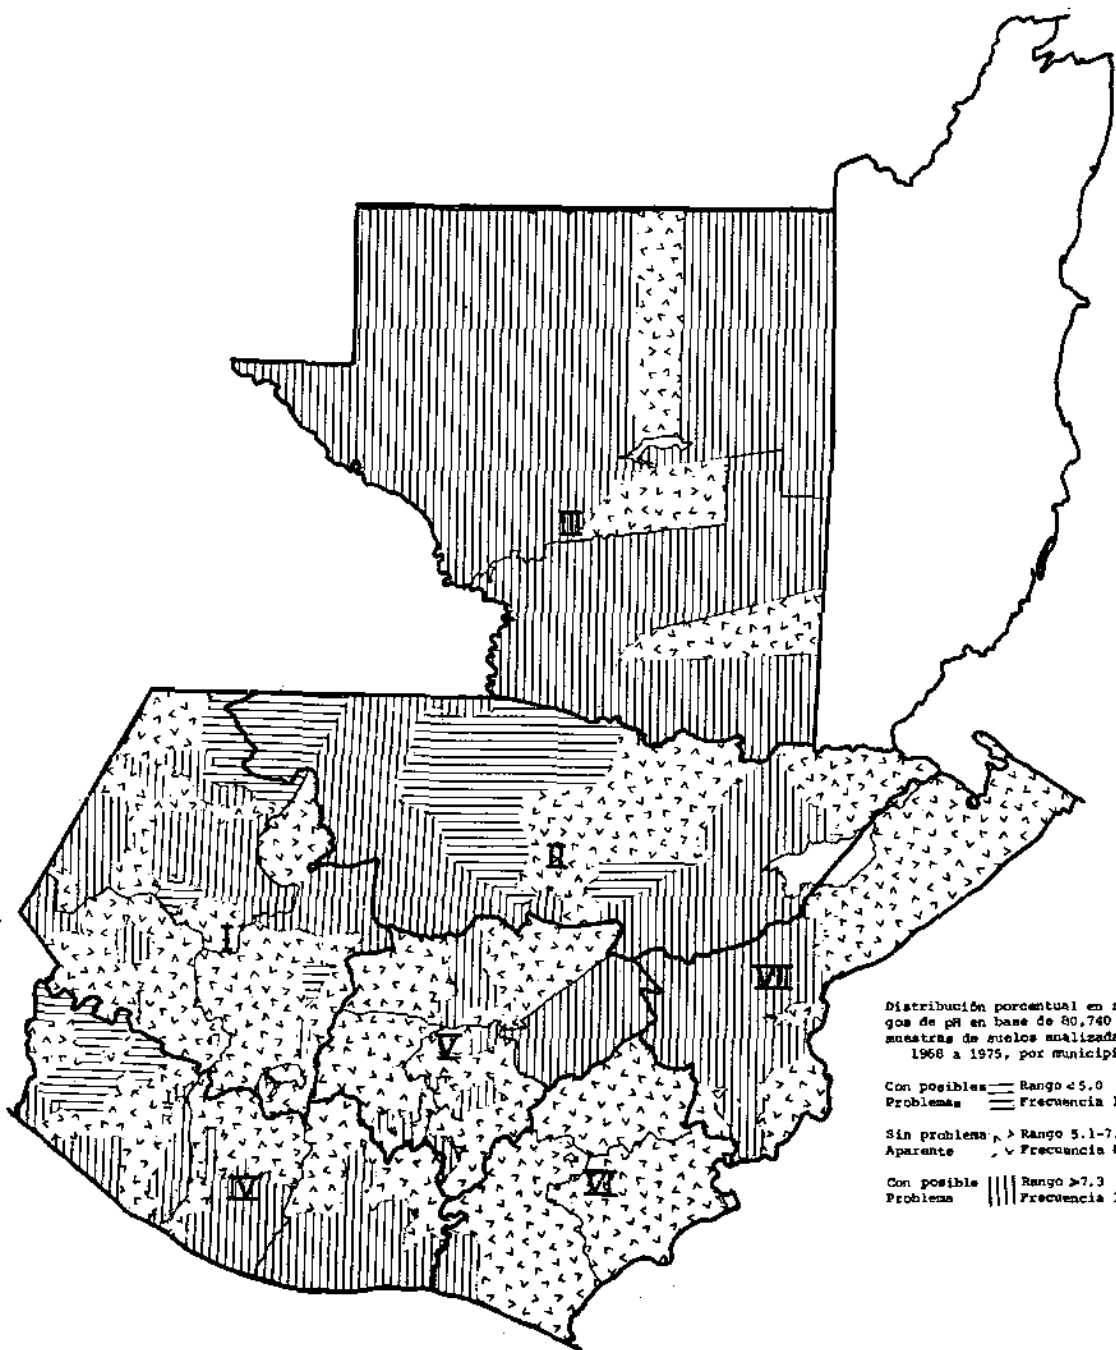 III
II
I
VII
V
IV
VI
Distribución porcentual en
gos de pH en base de 80,740
muestras de suelos analizada
1968 a 1975, por municipi
Con posibles Rango <5.0
Problemas Frecuencia
Sin problema Rango 5.1-7.
Aparante Frecuencia
Con posible Rango >7.3
Problema Frecuencia